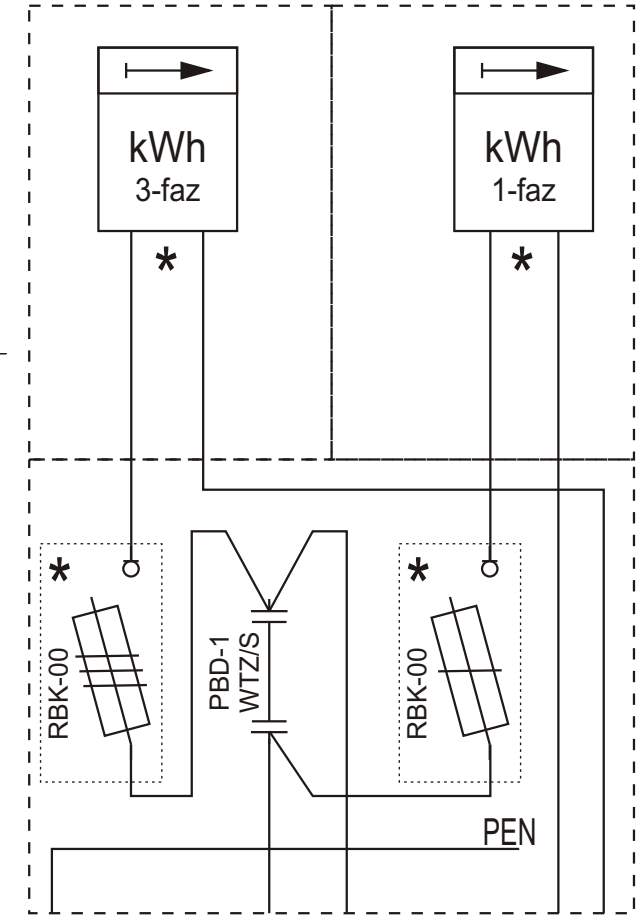 kWh
3-faz
*
kWh
1-faz
*
*
RBK-00
PBD-1
WTZ/S
*
RBK-00
PEN